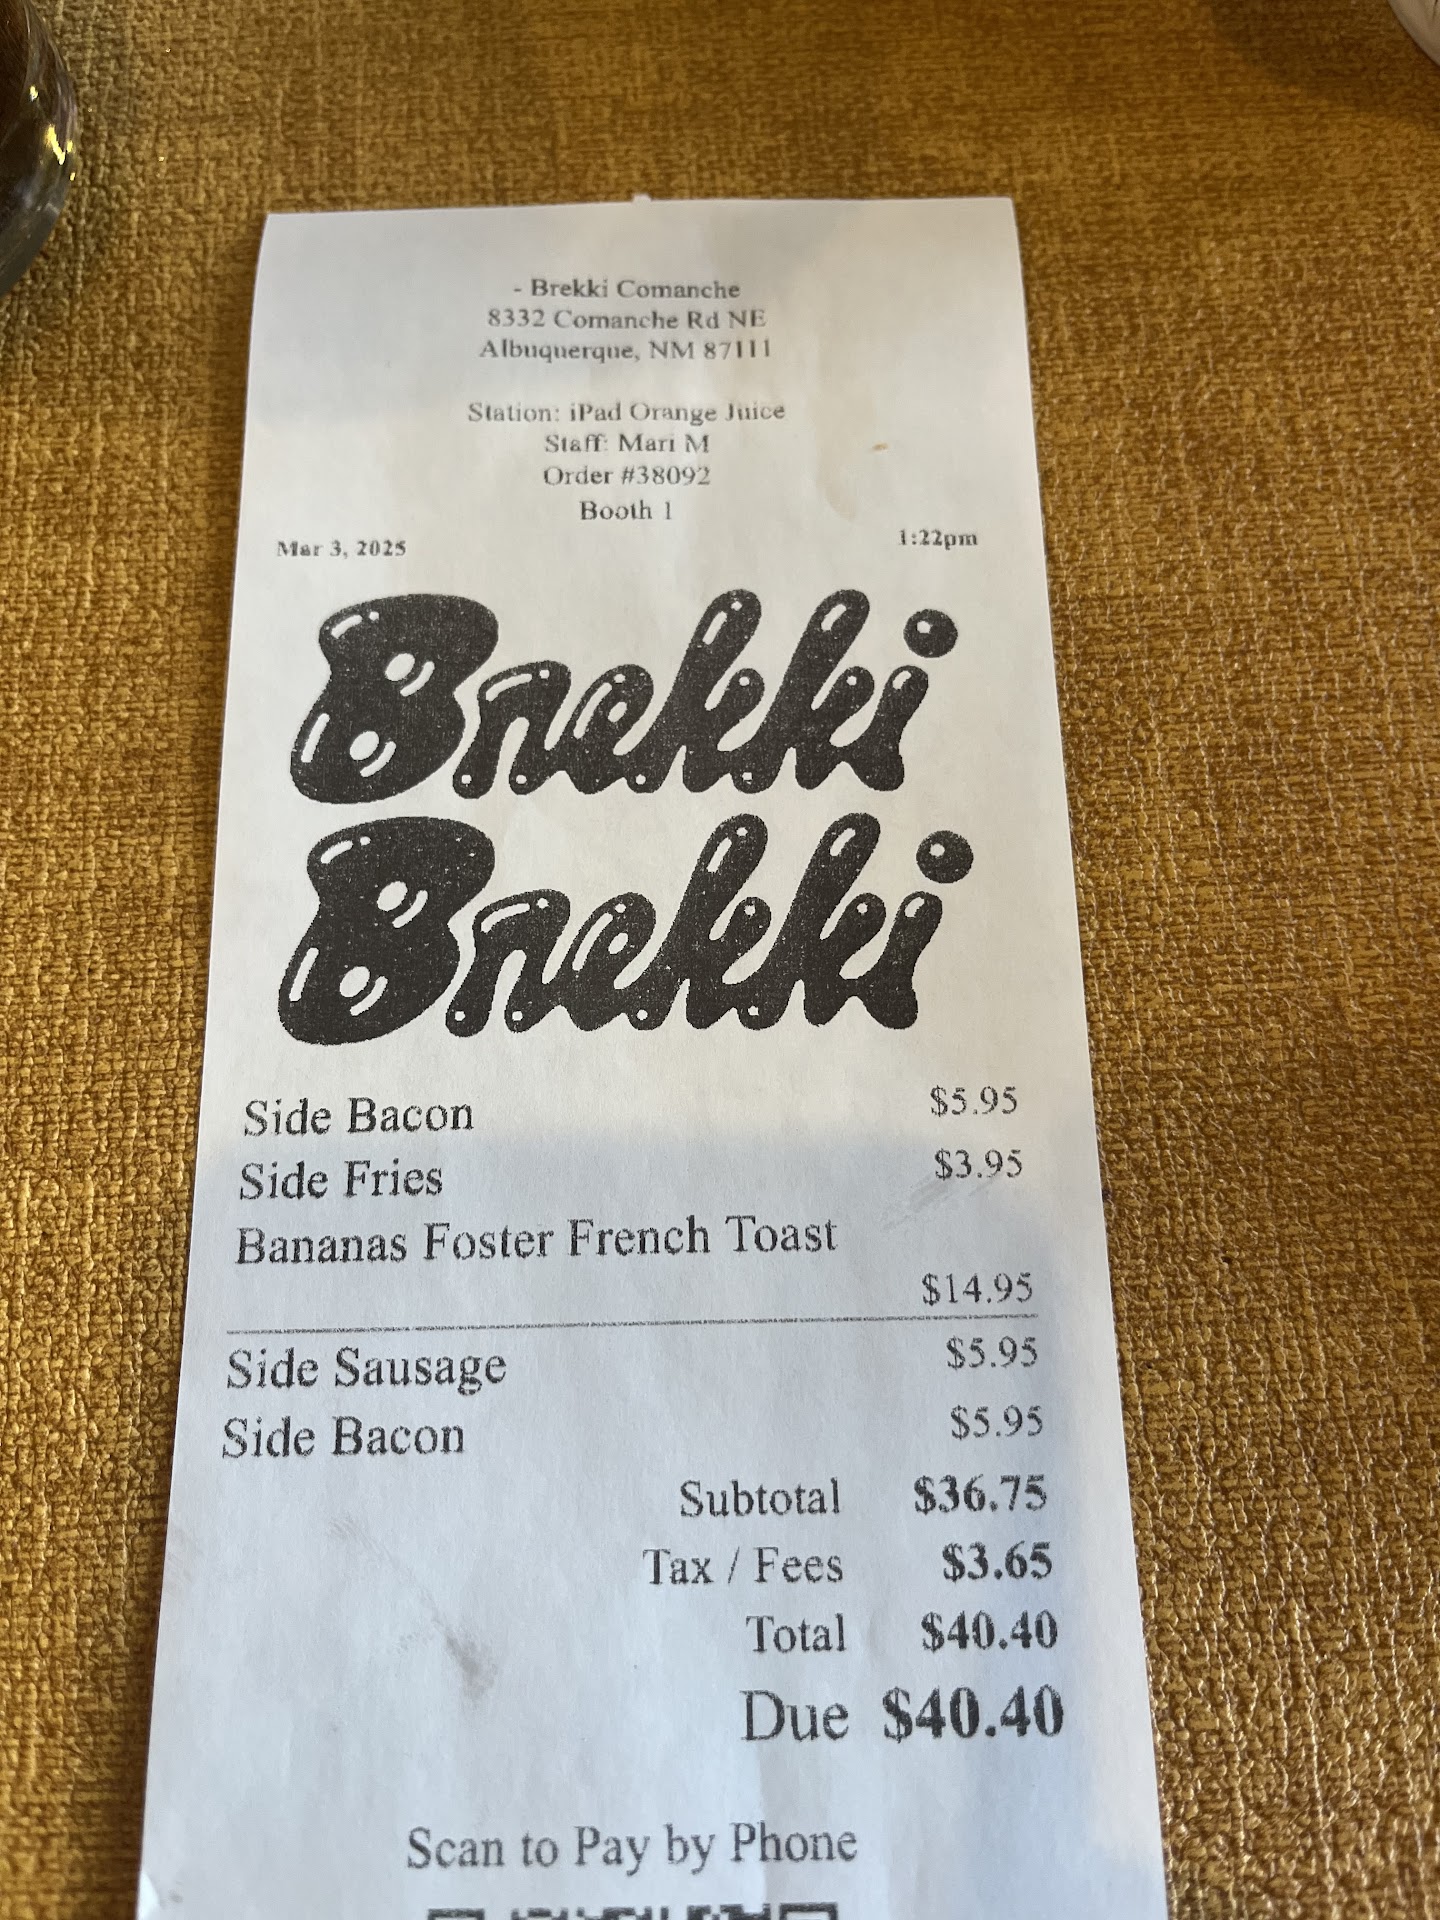 - Brekki Comanche
8332 Comanche Rd NE
Albuquerque, NM 87111
Station: iPad Orange Juice
Staff: Mari M
Order #38092
Booth 1
Mar 3, 2025 1:22pm
Brekki
Brekki
Side Bacon $5.95
Side Fries $3.95
Bananas Foster French Toast
$14.95
Side Sausage $5.95
Side Bacon $5.95
Subtotal $36.75
Tax / Fees $3.65
Total $40.40
Due $40.40
Scan to Pay by Phone